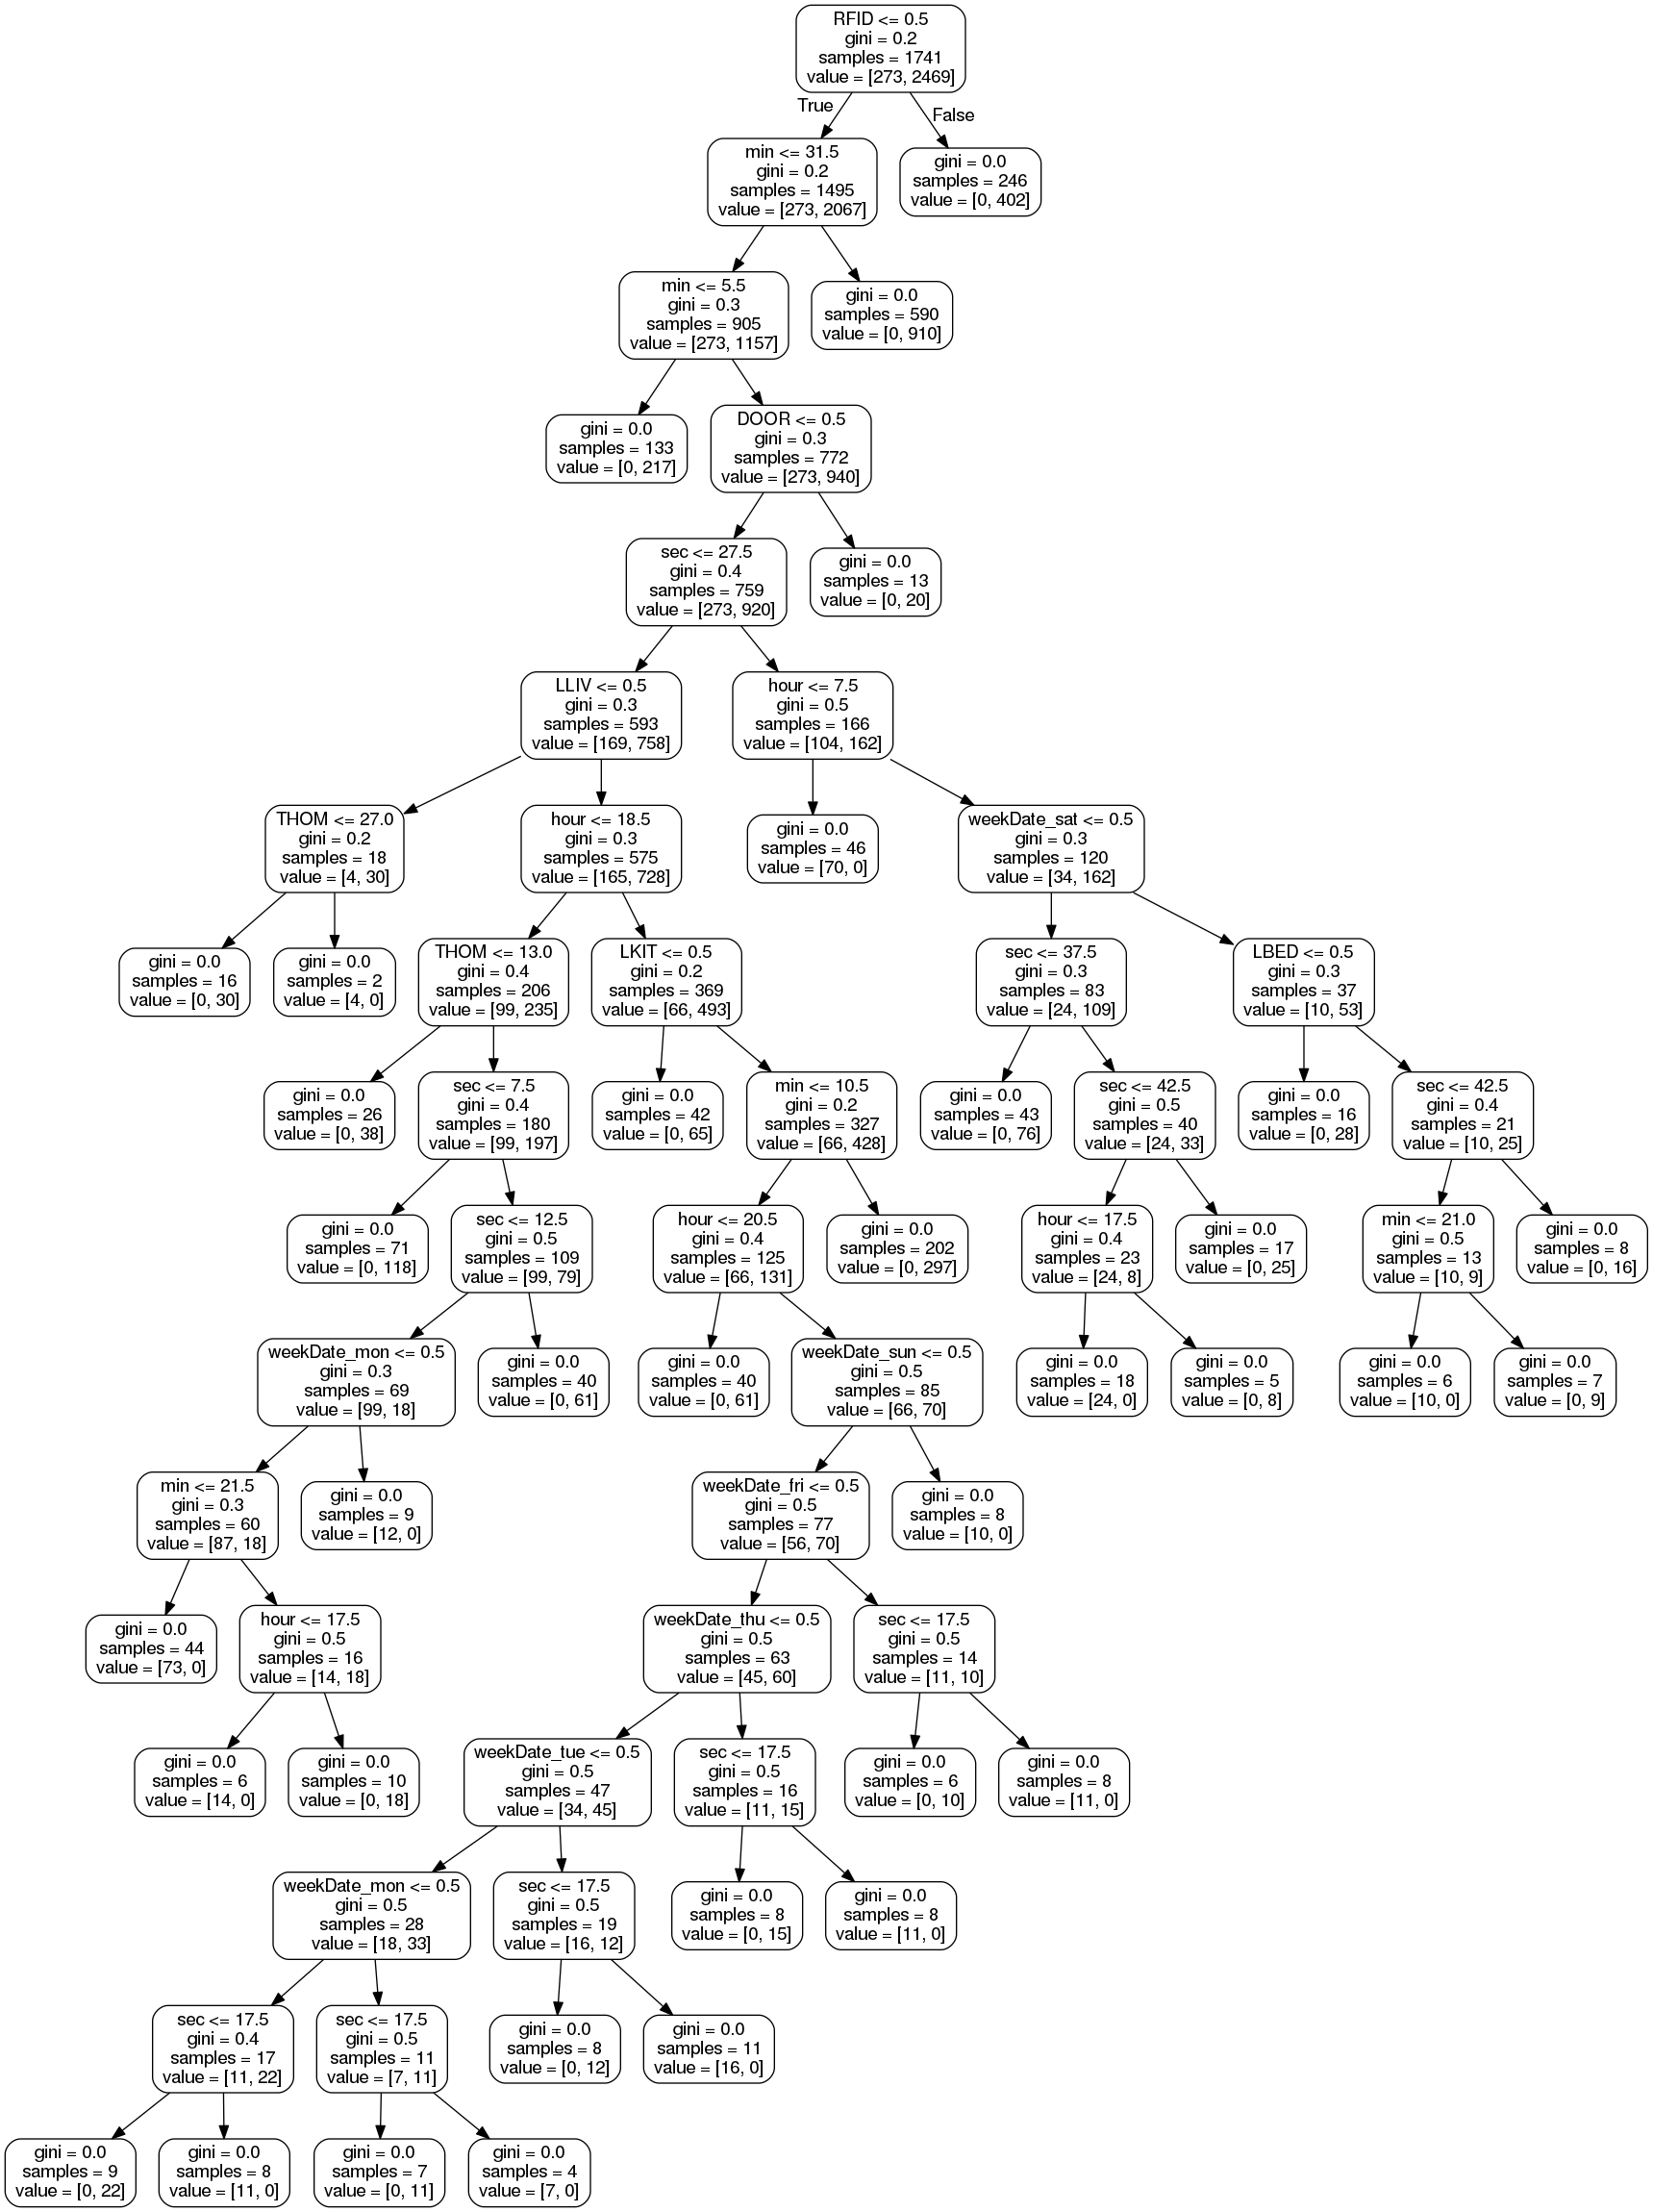 RFID <= 0.5
gini = 0.2
samples = 1741
value = [273, 2469]
True
False
min <= 31.5
gini = 0.2
samples = 1495
value = [273, 2067]
gini = 0.0
samples = 246
value = [0, 402]
min <= 5.5
gini = 0.3
samples = 905
value = [273, 1157]
gini = 0.0
samples = 590
value = [0, 910]
gini = 0.0
samples = 133
value = [0, 217]
DOOR <= 0.5
gini = 0.3
samples = 772
value = [273, 940]
sec <= 27.5
gini = 0.4
samples = 759
value = [273, 920]
gini = 0.0
samples = 13
value = [0, 20]
LLIV <= 0.5
gini = 0.3
samples = 593
value = [169, 758]
hour <= 7.5
gini = 0.5
samples = 166
value = [104, 162]
THOM <= 27.0
gini = 0.2
samples = 18
value = [4, 30]
hour <= 18.5
gini = 0.3
samples = 575
value = [165, 728]
gini = 0.0
samples = 46
value = [70, 0]
weekDate_sat <= 0.5
gini = 0.3
samples = 120
value = [34, 162]
gini = 0.0
samples = 16
value = [0, 30]
gini = 0.0
samples = 2
value = [4, 0]
THOM <= 13.0
gini = 0.4
samples = 206
value = [99, 235]
LKIT <= 0.5
gini = 0.2
samples = 369
value = [66, 493]
sec <= 37.5
gini = 0.3
samples = 83
value = [24, 109]
LBED <= 0.5
gini = 0.3
samples = 37
value = [10, 53]
gini = 0.0
samples = 26
value = [0, 38]
sec <= 7.5
gini = 0.4
samples = 180
value = [99, 197]
gini = 0.0
samples = 42
value = [0, 65]
min <= 10.5
gini = 0.2
samples = 327
value = [66, 428]
gini = 0.0
samples = 43
value = [0, 76]
sec <= 42.5
gini = 0.5
samples = 40
value = [24, 33]
gini = 0.0
samples = 16
value = [0, 28]
sec <= 42.5
gini = 0.4
samples = 21
value = [10, 25]
gini = 0.0
samples = 71
value = [0, 118]
sec <= 12.5
gini = 0.5
samples = 109
value = [99, 79]
hour <= 20.5
gini = 0.4
samples = 125
value = [66, 131]
gini = 0.0
samples = 202
value = [0, 297]
hour <= 17.5
gini = 0.4
samples = 23
value = [24, 8]
gini = 0.0
samples = 17
value = [0, 25]
min <= 21.0
gini = 0.5
samples = 13
value = [10, 9]
gini = 0.0
samples = 8
value = [0, 16]
weekDate_mon <= 0.5
gini = 0.3
samples = 69
value = [99, 18]
gini = 0.0
samples = 40
value = [0, 61]
gini = 0.0
samples = 40
value = [0, 61]
weekDate_sun <= 0.5
gini = 0.5
samples = 85
value = [66, 70]
gini = 0.0
samples = 18
value = [24, 0]
gini = 0.0
samples = 5
value = [0, 8]
gini = 0.0
samples = 6
value = [10, 0]
gini = 0.0
samples = 7
value = [0, 9]
min <= 21.5
gini = 0.3
samples = 60
value = [87, 18]
gini = 0.0
samples = 9
value = [12, 0]
weekDate_fri <= 0.5
gini = 0.5
samples = 77
value = [56, 70]
gini = 0.0
samples = 8
value = [10, 0]
gini = 0.0
samples = 44
value = [73, 0]
hour <= 17.5
gini = 0.5
samples = 16
value = [14, 18]
weekDate_thu <= 0.5
gini = 0.5
samples = 63
value = [45, 60]
sec <= 17.5
gini = 0.5
samples = 14
value = [11, 10]
gini = 0.0
samples = 6
value = [14, 0]
gini = 0.0
samples = 10
value = [0, 18]
weekDate_tue <= 0.5
gini = 0.5
samples = 47
value = [34, 45]
sec <= 17.5
gini = 0.5
samples = 16
value = [11, 15]
gini = 0.0
samples = 6
value = [0, 10]
gini = 0.0
samples = 8
value = [11, 0]
weekDate_mon <= 0.5
gini = 0.5
samples = 28
value = [18, 33]
sec <= 17.5
gini = 0.5
samples = 19
value = [16, 12]
gini = 0.0
samples = 8
value = [0, 15]
gini = 0.0
samples = 8
value = [11, 0]
sec <= 17.5
gini = 0.4
samples = 17
value = [11, 22]
sec <= 17.5
gini = 0.5
samples = 11
value = [7, 11]
gini = 0.0
samples = 8
value = [0, 12]
gini = 0.0
samples = 11
value = [16, 0]
gini = 0.0
samples = 9
value = [0, 22]
gini = 0.0
samples = 8
value = [11, 0]
gini = 0.0
samples = 7
value = [0, 11]
gini = 0.0
samples = 4
value = [7, 0]